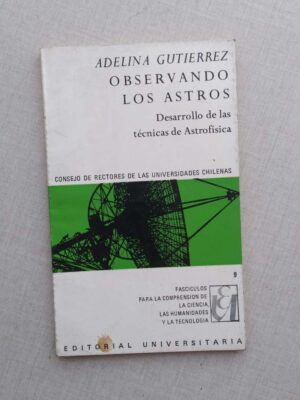 ADELINA GUTIERREZ
OBSERVANDO
LOS ASTROS
Desarrollo de las
técnicas de Astrofísica
CONSEJO DE RECTORES DE LAS UNIVERSIDADES CHILENAS
9
FASCICULOS
PARA LA COMPRENSION DE
LA CIENCIA,
LAS HUMANIDADES
Y LA TECNOLOGIA
EDITORIAL UNIVERSITARIA